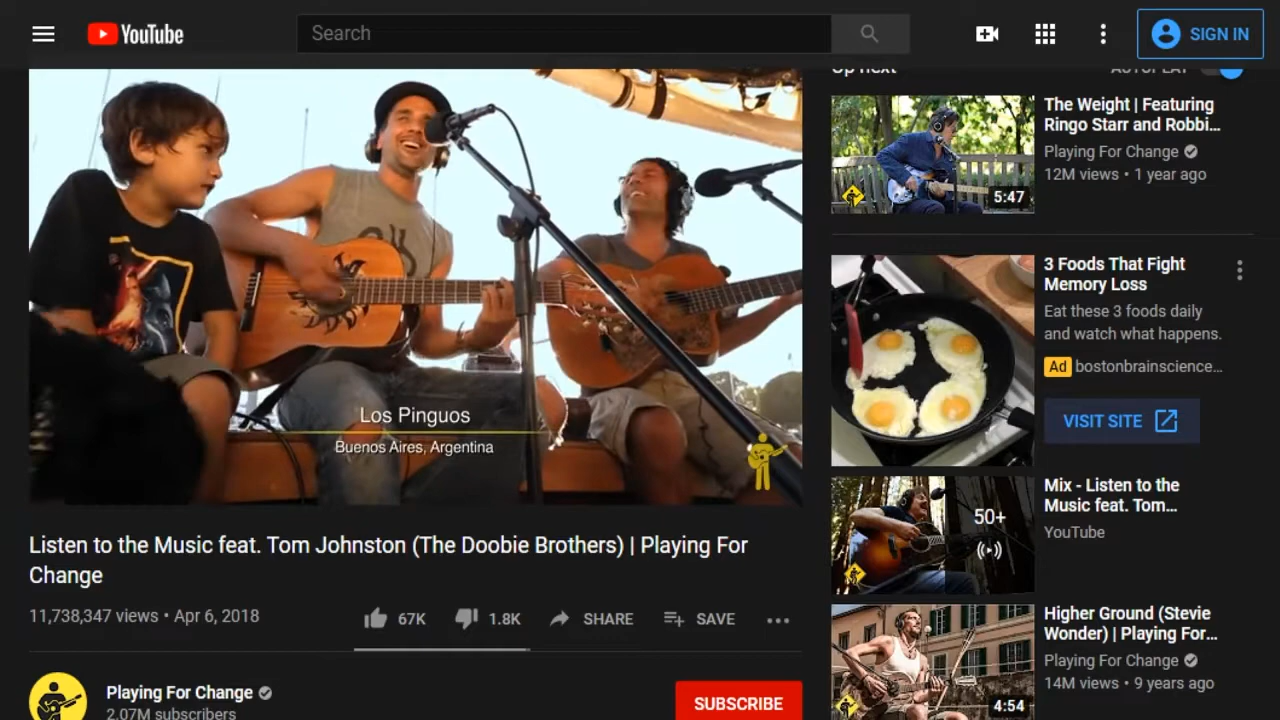 YouTube
Search
SIGN IN
Up next
AUTOPLAY
The Weight | Featuring
Ringo Starr and Robbi...
Playing For Change
12M views • 1 year ago
5:47
3 Foods That Fight
Memory Loss
Eat these 3 foods daily
and watch what happens.
Ad bostonbrainscience...
VISIT SITE
Los Pinguos
Buenos Aires, Argentina
Mix - Listen to the
Music feat. Tom...
YouTube
50+
Listen to the Music feat. Tom Johnston (The Doobie Brothers) | Playing For
Change
11,738,347 views • Apr 6, 2018
67K
1.8K
SHARE
SAVE
Higher Ground (Stevie
Wonder) | Playing For...
Playing For Change
14M views • 9 years ago
4:54
Playing For Change
2.07M subscribers
SUBSCRIBE